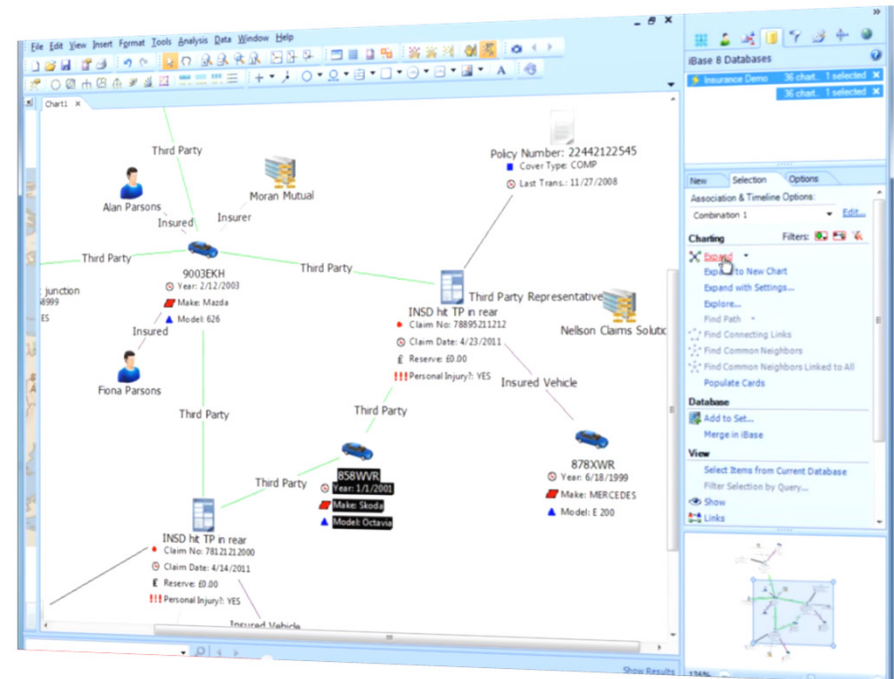 File Edit View Insert Format Tools Analysis Data Window Help
Chart1
Third Party
Alan Parsons
Moran Mutual
Insured
Insurer
Third Party
9003EKH
Year: 2/12/2003
Make: Mazda
Model: 626
junction
ES
Insured
Fiona Parsons
Third Party
Policy Number: 22442122545
Cover Type: COMP
Last Trans.: 11/27/2008
Third Party
Third Party Representative
Nellson Claims Solutic
INSD hit TP in rear
Claim No: 78895211212
Claim Date: 4/23/2011
£ Reserve: £0.00
!!! Personal Injury?: YES
Insured Vehicle
Third Party
858WVR
Year: 1/1/2001
Make: Skoda
Model: Octavia
Third Party
878XWR
Year: 6/18/1999
Make: MERCEDES
Model: E 200
INSD hit TP in rear
Claim No: 78121212000
Claim Date: 4/14/2011
£ Reserve: £0.00
!!! Personal Injury?: YES
Insured Vehicle
Show Results
iBase 8 Databases
Insurance Demo 36 chart. 1 selected
36 chart. 1 selected
New Selection Options
Association & Timeline Options:
Combination 1 Edit...
Charting Filters:
Expand
Expand to New Chart
Expand with Settings...
Explore...
Find Path
Find Connecting Links
Find Common Neighbors
Find Common Neighbors Linked to All
Populate Cards
Database
Add to Set...
Merge in iBase
View
Select Items from Current Database
Filter Selection by Query...
Show
Links